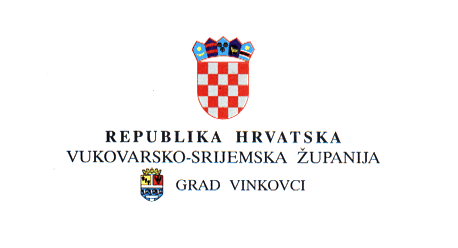 REPUBLIKA HRVATSKA
VUKOVARSKO-SRIJEMSKA ŽUPANIJA
GRAD VINKOVCI